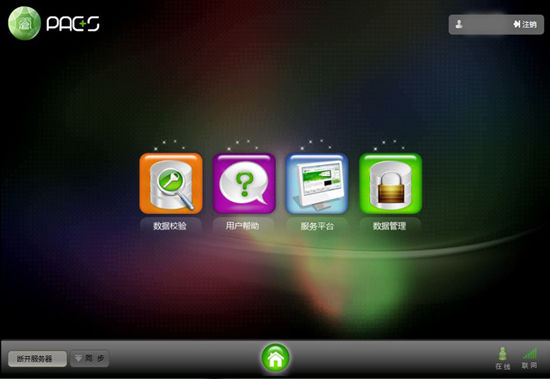 PACS
注销
数据校验
用户帮助
服务平台
数据管理
断开服务器
同 步
在 线
联 网